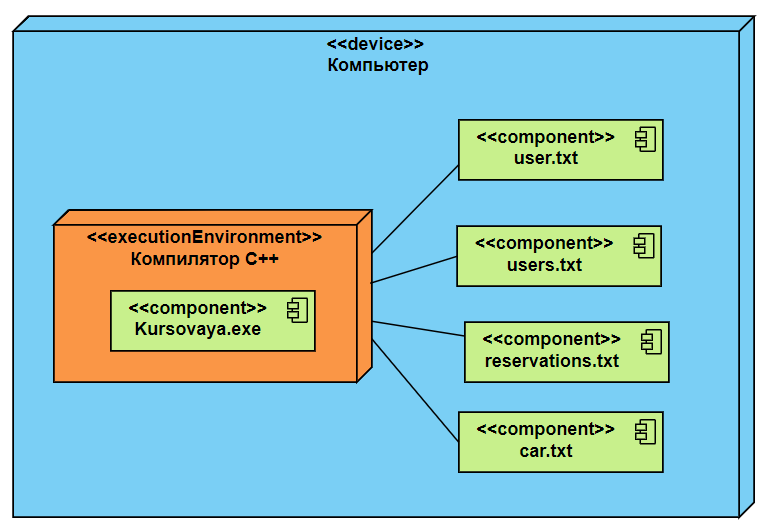 <<device>>
Компьютер
<<executionEnvironment>>
Компилятор C++
<<component>>
Kursovaya.exe
<<component>>
user.txt
<<component>>
users.txt
<<component>>
reservations.txt
<<component>>
car.txt